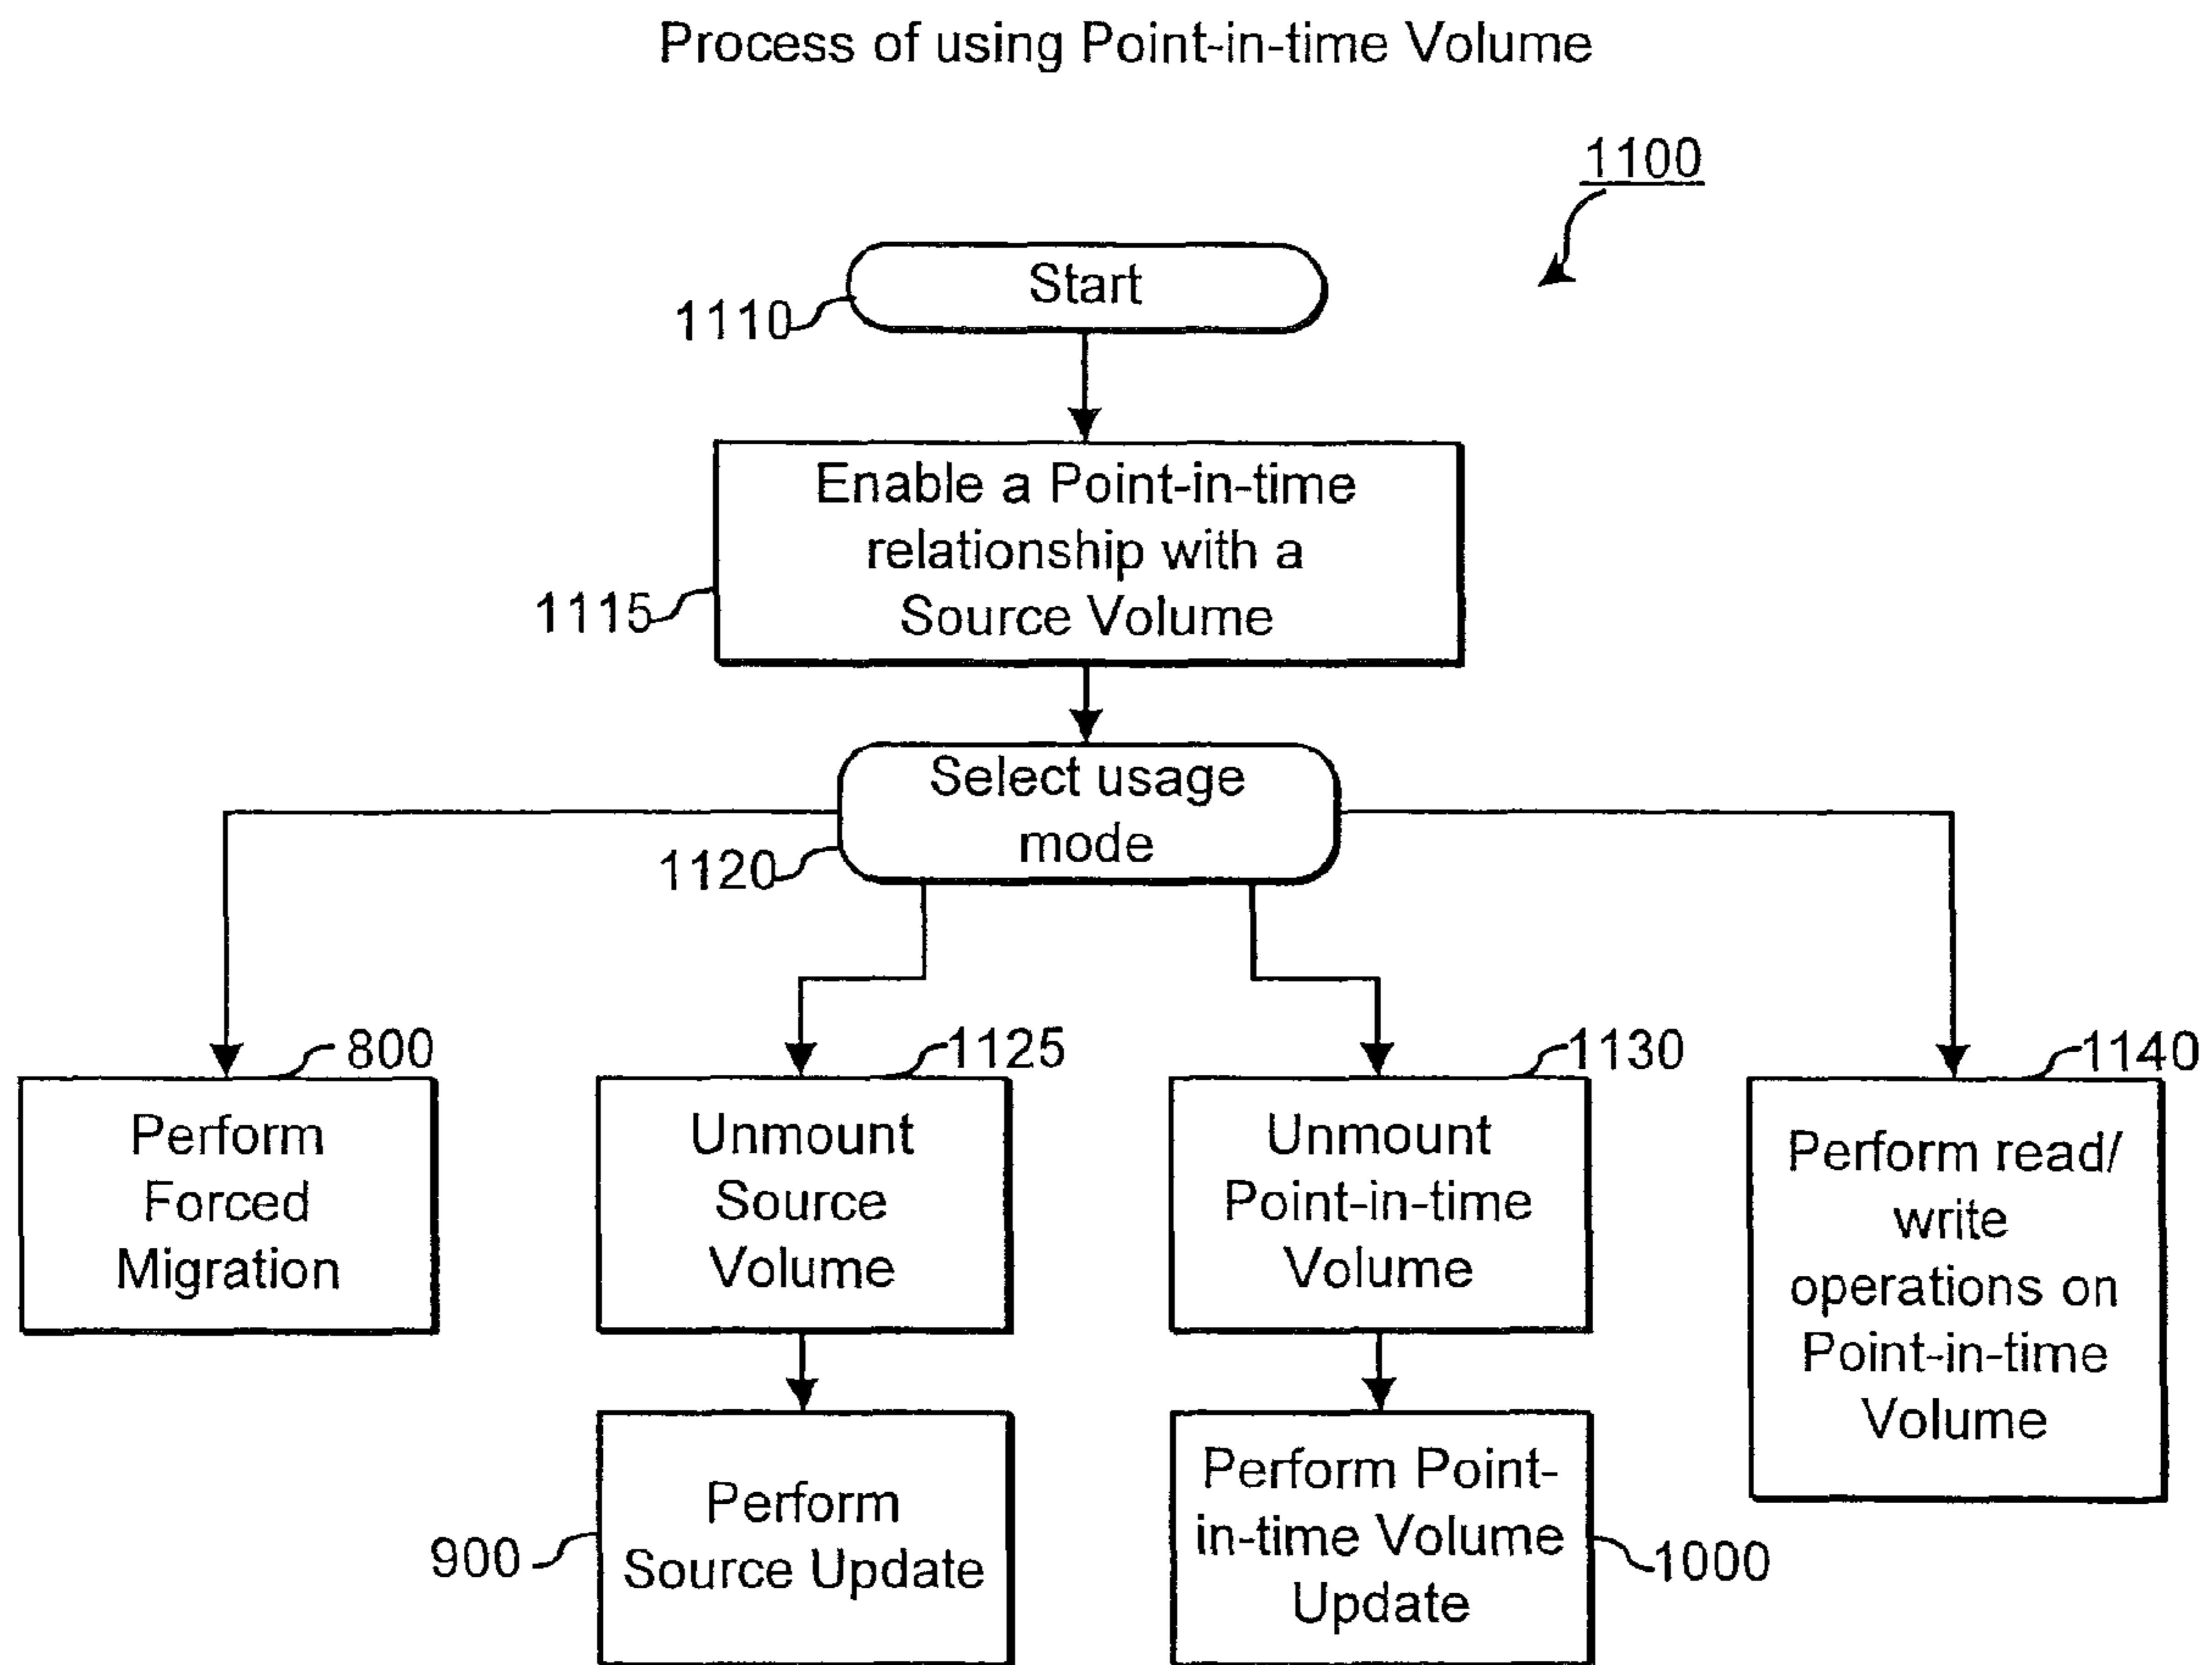 Process of using Point-in-time Volume
1100
Start
1110
Enable a Point-in-time
relationship with a
Source Volume
1115
Select usage
mode
1120
800
Perform
Forced
Migration
1125
Unmount
Source
Volume
1130
Unmount
Point-in-time
Volume
1140
Perform read/
write
operations on
Point-in-time
Volume
900
Perform
Source Update
Perform Point-
in-time Volume
Update
1000